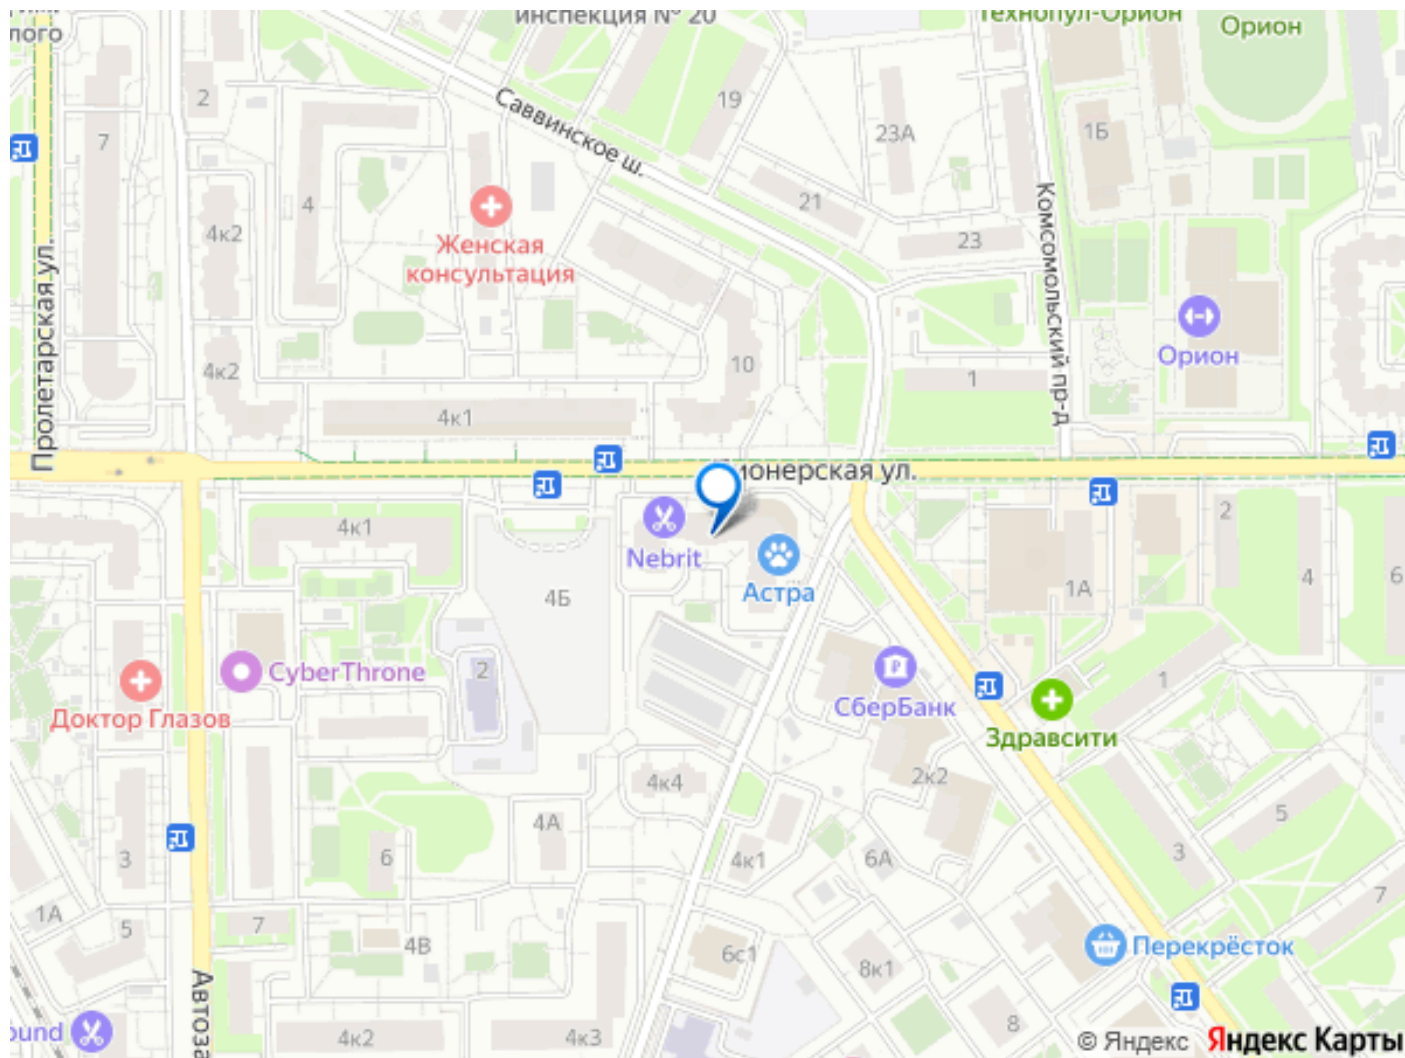 инспекция № 20
Технопул-Орион
Орион
лого
2
7
19
23А
1Б
Саввинское ш.
4
4к2
Женская
консультация
21
23
Комсомольский пр-д
Пролетарская ул.
Орион
10
1
4к2
4к1
ионерская ул.
4к1
Nebrit
Астра
2
4Б
1А
4
6
CyberThrone
2
Доктор Глазов
СберБанк
1
Здравсити
4к4
2к2
5
4А
3
6
4к1
6А
3
7
1А
5
7
4В
6с1
8к1
Перекрёсток
Автоза
ound
4к2
4к3
8
© Яндекс Яндекс Карты